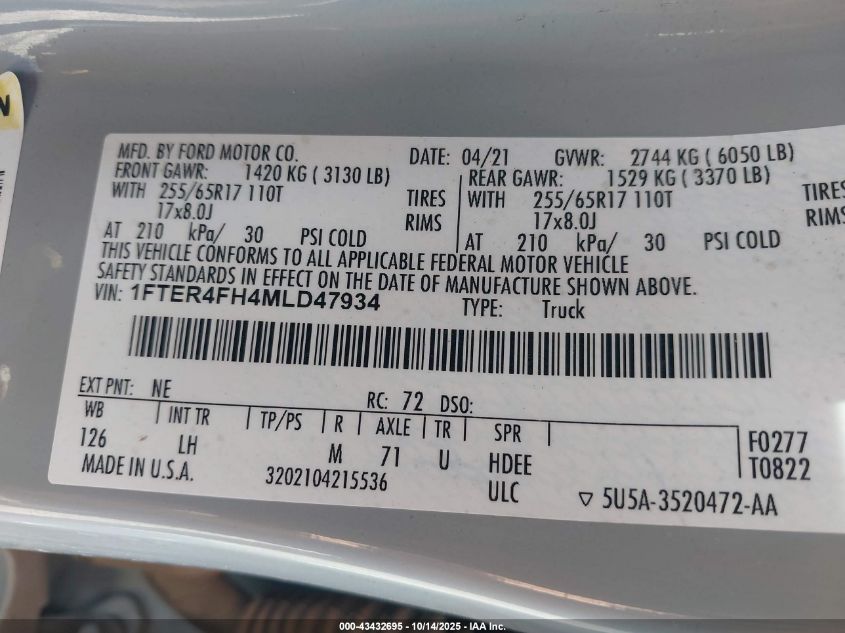 MFD. BY FORD MOTOR CO. DATE: 04/21 GVWR: 2744 KG ( 6050 LB)
FRONT GAWR: 1420 KG ( 3130 LB) REAR GAWR: 1529 KG ( 3370 LB)
WITH 255/65R17 110T TIRES WITH 255/65R17 110T TIRES
17x8.0J RIMS 17x8.0J RIMS
AT 210 kPa/ 30 PSI COLD AT 210 kPa/ 30 PSI COLD
THIS VEHICLE CONFORMS TO ALL APPLICABLE FEDERAL MOTOR VEHICLE
SAFETY STANDARDS IN EFFECT ON THE DATE OF MANUFACTURE SHOWN ABOVE.
VIN: 1FTER4FH4MLD47934 TYPE: Truck
EXT PNT: NE RC: 72 DSO:
WB INT TR TP/PS R AXLE TR SPR F0277
126 LH M 71 U HDEE T0822
MADE IN U.S.A. 3202104215536 ULC 5U5A-3520472-AA
000-43432695 - 10/14/2025 - IAA Inc.